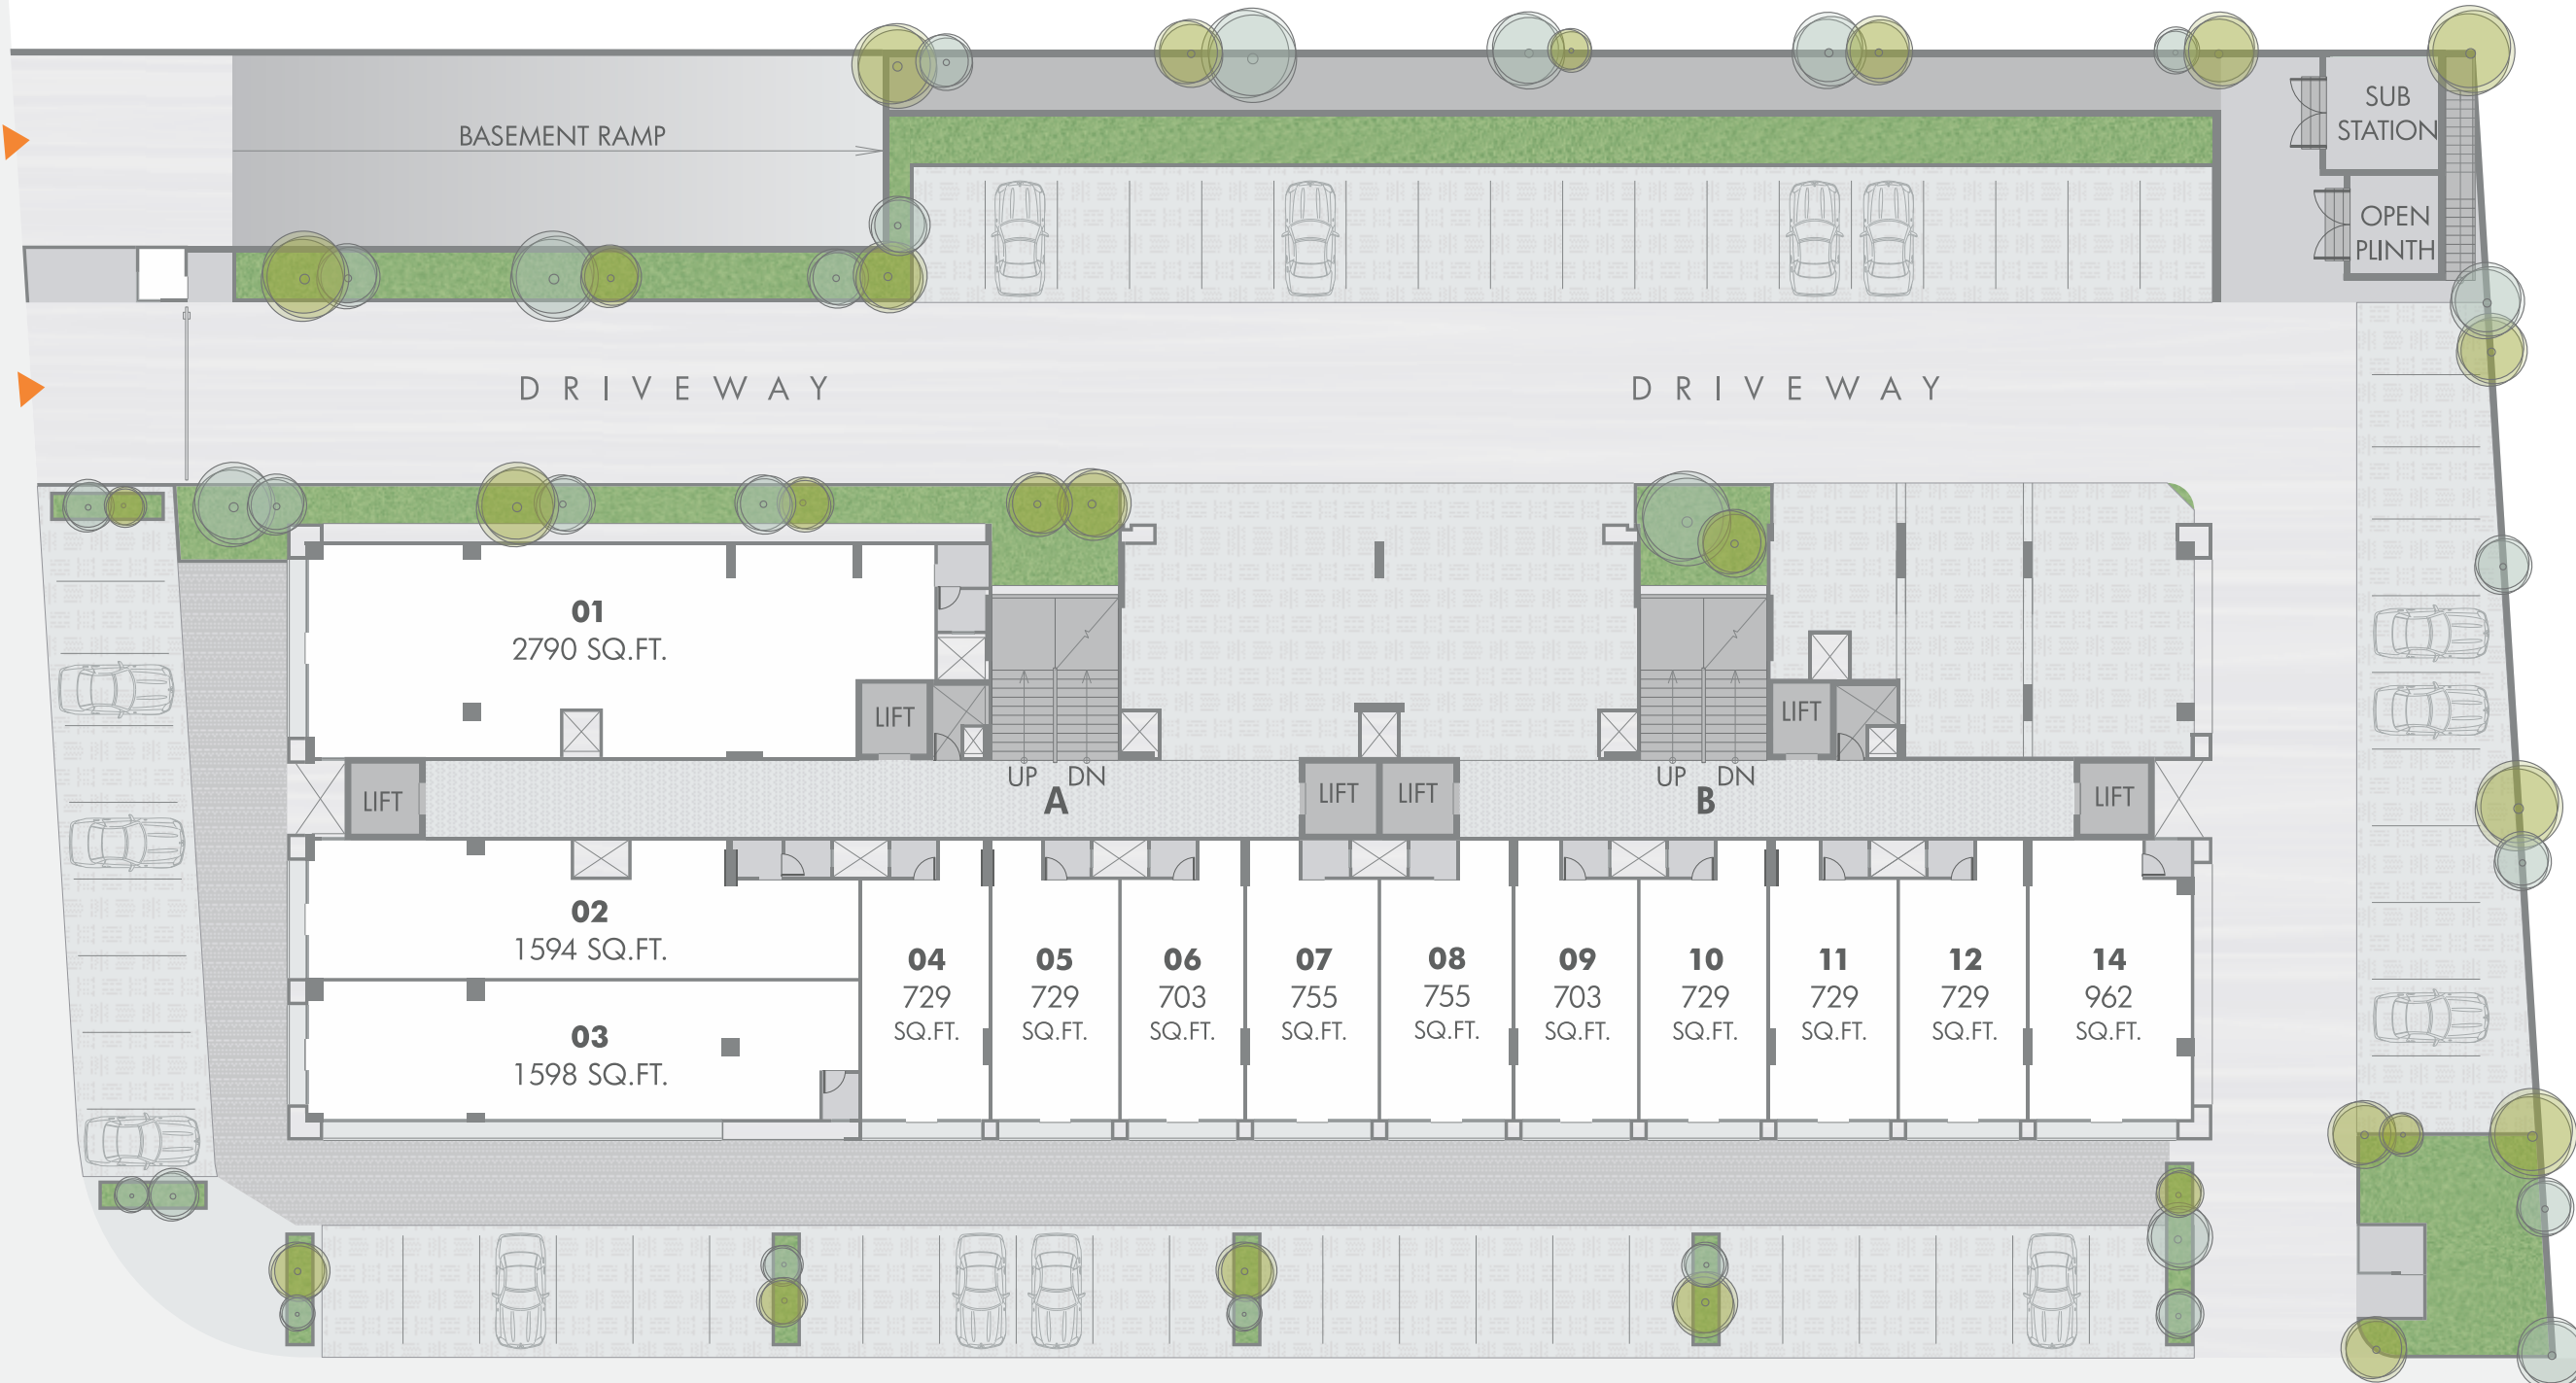 BASEMENT RAMP
SUB
STATION
OPEN
PLINTH
DRIVEWAY
DRIVEWAY
01
2790 SQ.FT.
LIFT
LIFT
LIFT
UP DN
A
LIFT
LIFT
UP DN
B
LIFT
02
1594 SQ.FT.
03
1598 SQ.FT.
04
729
SQ.FT.
05
729
SQ.FT.
06
703
SQ.FT.
07
755
SQ.FT.
08
755
SQ.FT.
09
703
SQ.FT.
10
729
SQ.FT.
11
729
SQ.FT.
12
729
SQ.FT.
14
962
SQ.FT.